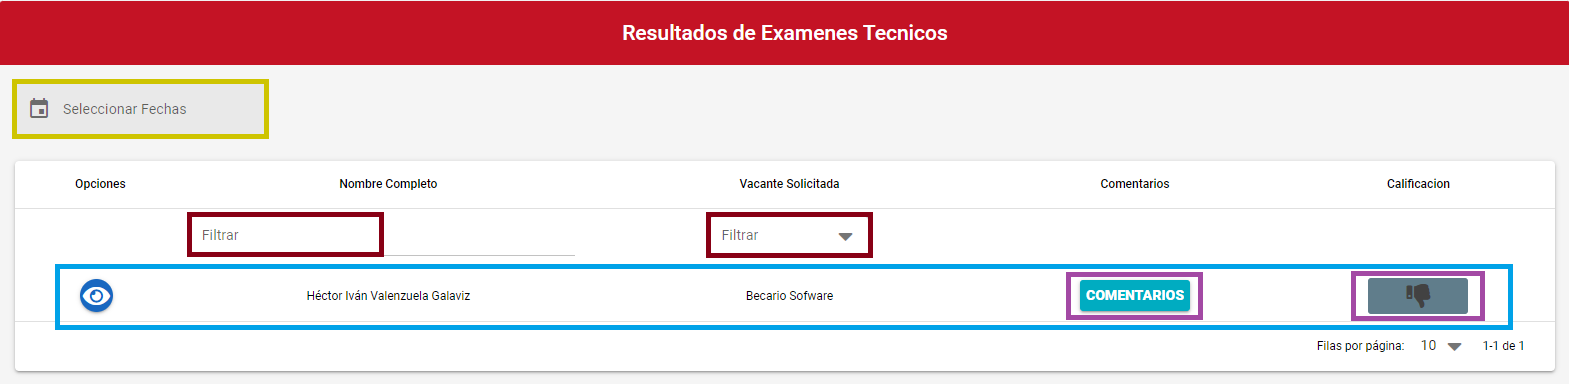 Resultados de Examenes Tecnicos
Seleccionar Fechas
Opciones Nombre Completo Vacante Solicitada Comentarios Calificacion
Filtrar Filtrar
Héctor Iván Valenzuela Galaviz Becario Sofware COMENTARIOS
Filas por página: 10 1-1 de 1